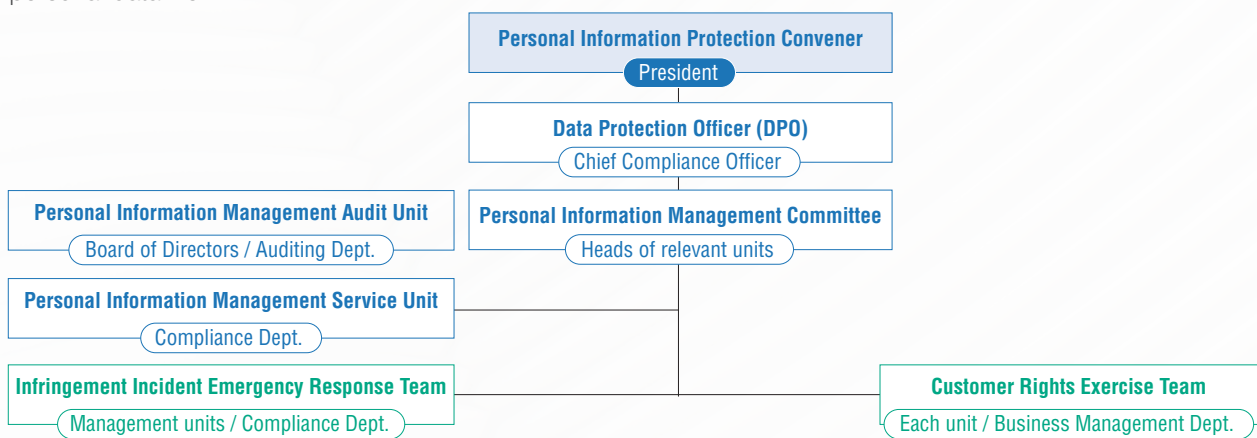 Personal Information Protection Convener
President
Data Protection Officer (DPO)
Chief Compliance Officer
Personal Information Management Audit Unit
Board of Directors / Auditing Dept.
Personal Information Management Committee
Heads of relevant units
Personal Information Management Service Unit
Compliance Dept.
Infringement Incident Emergency Response Team
Management units / Compliance Dept.
Customer Rights Exercise Team
Each unit / Business Management Dept.